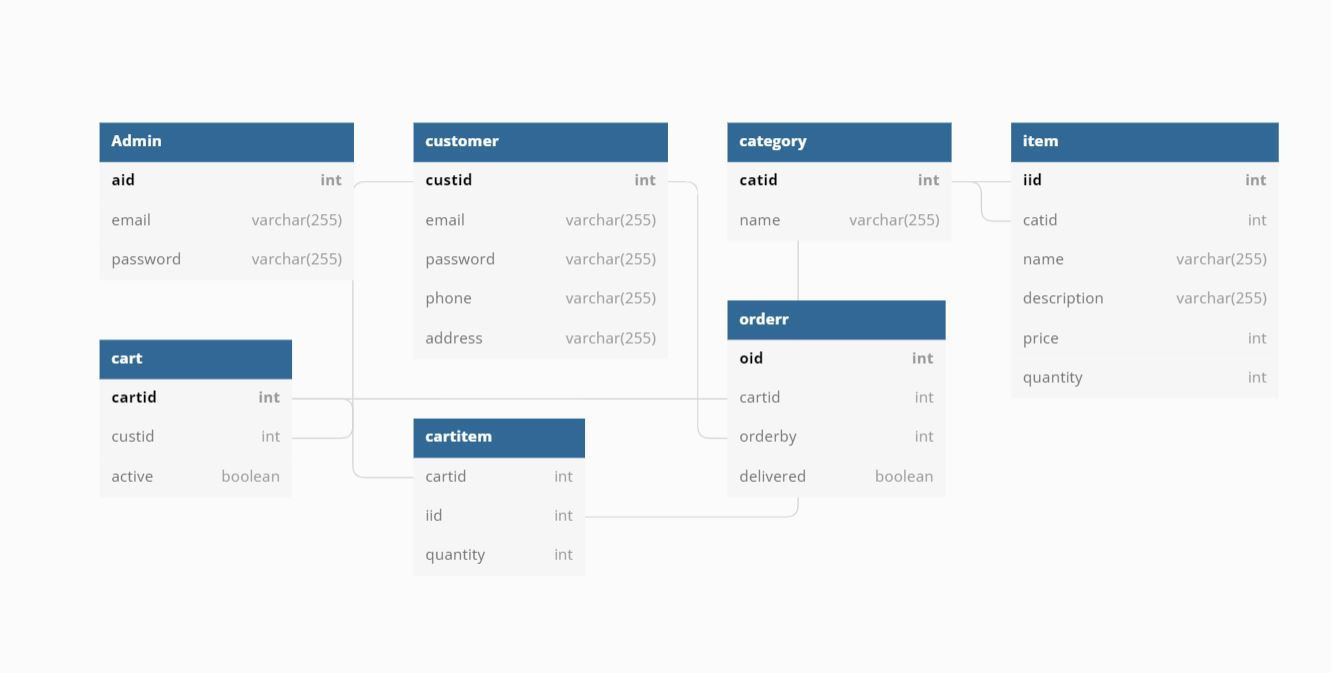 Admin
aid int
email varchar(255)
password varchar(255)
customer
custid int
email varchar(255)
password varchar(255)
phone varchar(255)
address varchar(255)
category
catid int
name varchar(255)
item
iid int
catid int
name varchar(255)
description varchar(255)
price int
quantity int
cart
cartid int
custid int
active boolean
cartitem
cartid int
iid int
quantity int
orderr
oid int
cartid int
orderby int
delivered boolean